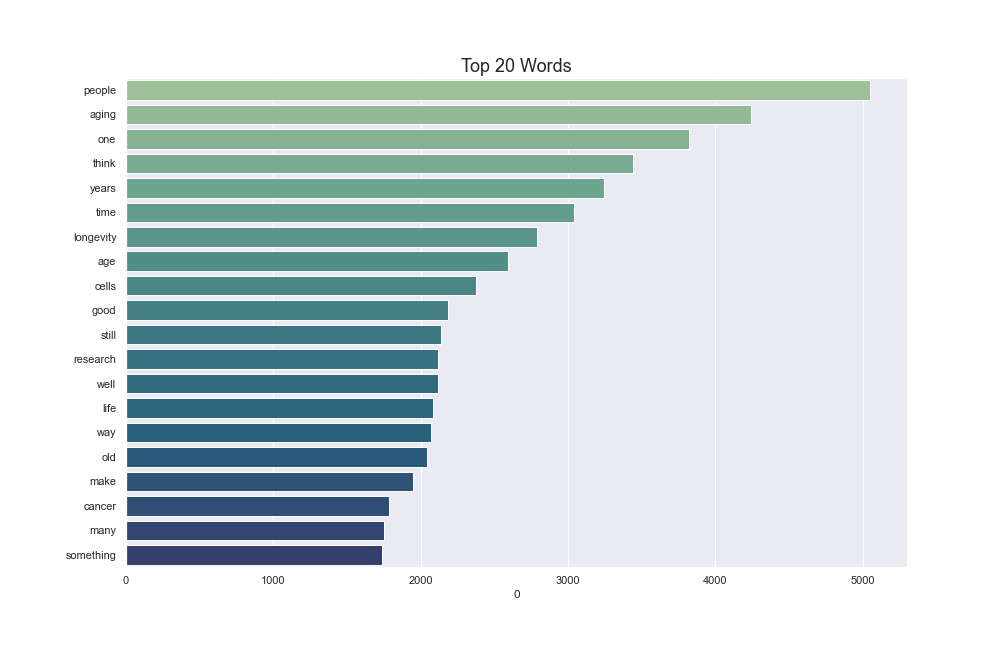 Top 20 Words
people
aging
one
think
years
time
longevity
age
cells
good
still
research
well
life
way
old
make
cancer
many
something
0 1000 2000 3000 4000 5000
0